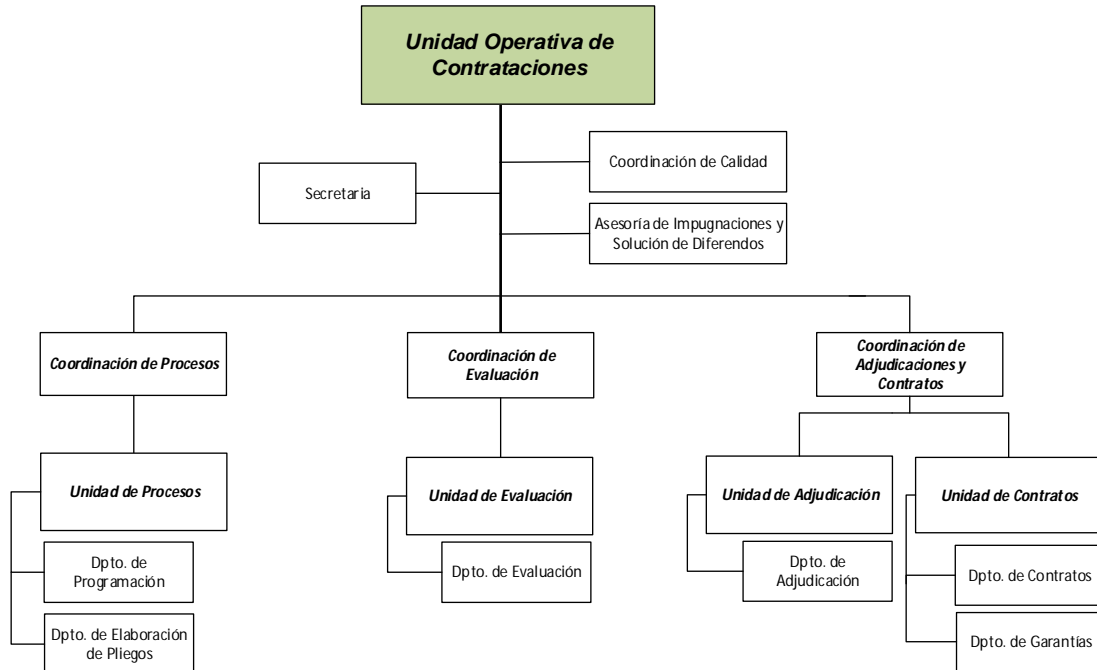 Unidad Operativa de
Contrataciones
Coordinación de Calidad
Secretaria
Asesoría de Impugnaciones y
Solución de Diferendos
Coordinación de Procesos
Coordinación de
Evaluación
Coordinación de
Adjudicaciones y
Contratos
Unidad de Procesos
Unidad de Evaluación
Unidad de Adjudicación
Unidad de Contratos
Dpto. de
Programación
Dpto. de Evaluación
Dpto. de
Adjudicación
Dpto. de Contratos
Dpto. de Elaboración
de Pliegos
Dpto. de Garantías